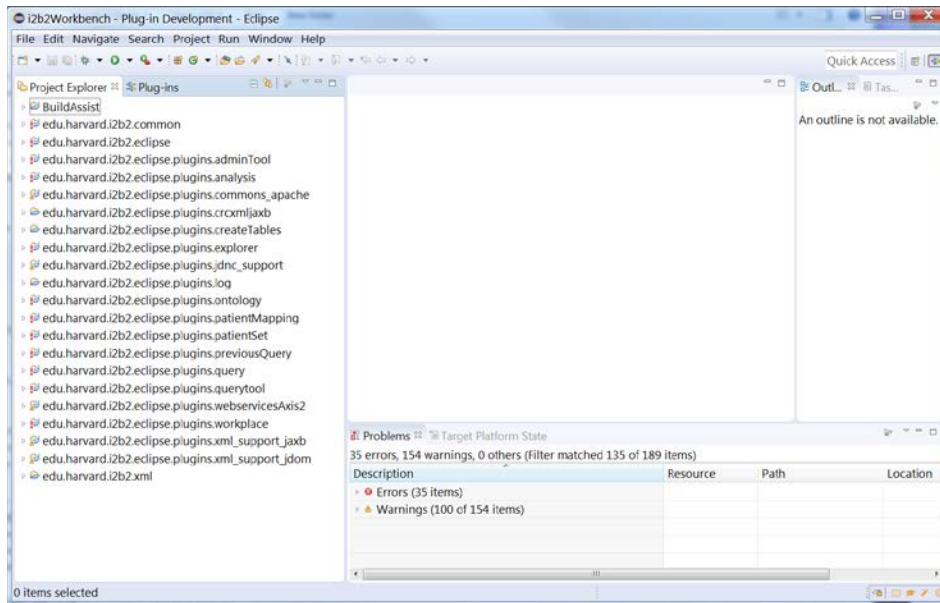 i2b2Workbench - Plug-in Development - Eclipse
File Edit Navigate Search Project Run Window Help
Quick Access
Project Explorer Plug-ins
BuildAssist
edu.harvard.i2b2.common
edu.harvard.i2b2.eclipse
edu.harvard.i2b2.eclipse.plugins.adminTool
edu.harvard.i2b2.eclipse.plugins.analysis
edu.harvard.i2b2.eclipse.plugins.commons_apache
edu.harvard.i2b2.eclipse.plugins.crcxmljaxb
edu.harvard.i2b2.eclipse.plugins.createTables
edu.harvard.i2b2.eclipse.plugins.explorer
edu.harvard.i2b2.eclipse.plugins.jdnc_support
edu.harvard.i2b2.eclipse.plugins.log
edu.harvard.i2b2.eclipse.plugins.ontology
edu.harvard.i2b2.eclipse.plugins.patientMapping
edu.harvard.i2b2.eclipse.plugins.patientSet
edu.harvard.i2b2.eclipse.plugins.previousQuery
edu.harvard.i2b2.eclipse.plugins.query
edu.harvard.i2b2.eclipse.plugins.querytool
edu.harvard.i2b2.eclipse.plugins.webservicesAxis2
edu.harvard.i2b2.eclipse.plugins.workplace
edu.harvard.i2b2.eclipse.plugins.xml_support_jaxb
edu.harvard.i2b2.eclipse.plugins.xml_support_jdom
edu.harvard.i2b2.xml
Outl... Tas...
An outline is not available.
Problems Target Platform State
35 errors, 154 warnings, 0 others (Filter matched 135 of 189 items)
Description Resource Path Location
Errors (35 items)
Warnings (100 of 154 items)
0 items selected